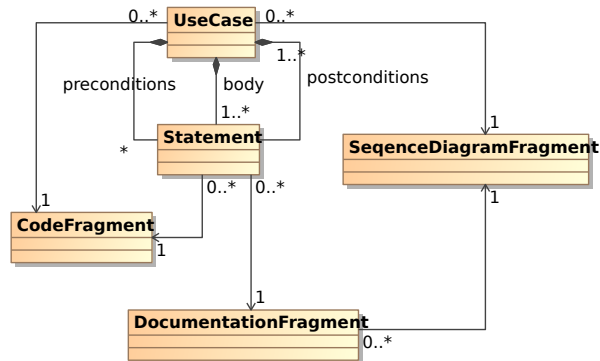 0..*
UseCase
0..*
1..*
preconditions
body
postconditions
1..*
*
Statement
1
SeqenceDiagramFragment
0..*
0..*
1
1
CodeFragment
1
1
DocumentationFragment
0..*